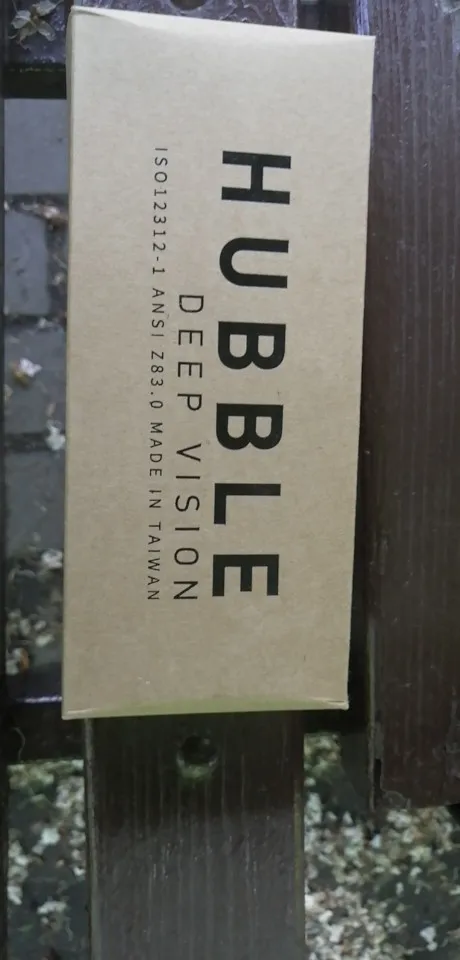 HUBBLE
DEEP VISION
ISO12312-1 ANSI Z83.0 MADE IN TAIWAN